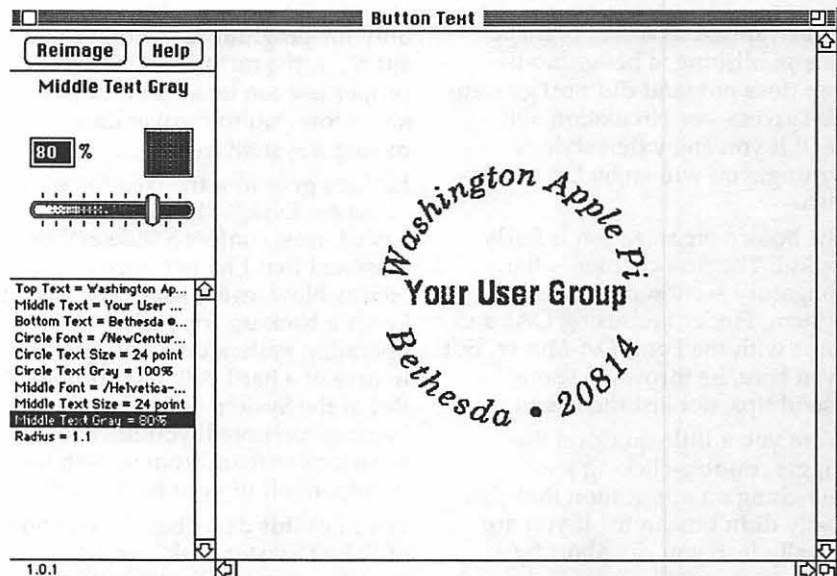 Button Text
Reimage Help
Middle Text Gray
80 %
Top Text = Washington Ap...
Middle Text = Your User ...
Bottom Text = Bethesda ●...
Circle Font = /NewCentur...
Circle Text Size = 24 point
Circle Text Gray = 100%
Middle Font = /Helvetica-...
Middle Text Size = 24 point
Middle Text Gray = 80%
Radius = 1.1
1.0.1
Washington Apple Pi
Your User Group
Bethesda • 20814